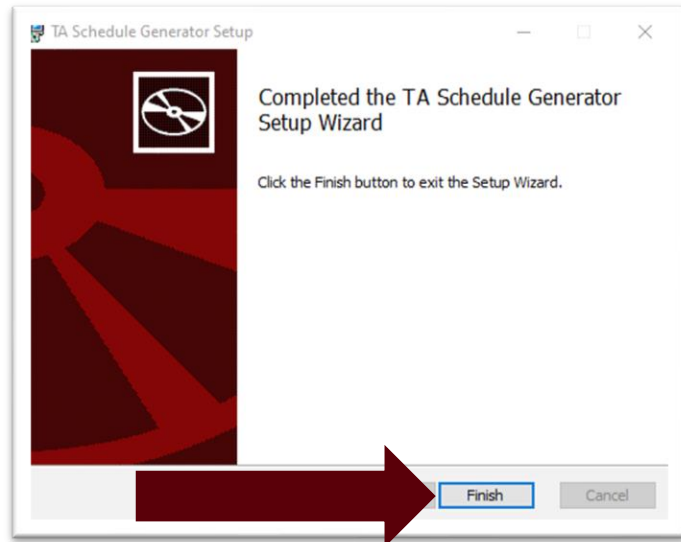 TA Schedule Generator Setup
Completed the TA Schedule Generator
Setup Wizard
Click the Finish button to exit the Setup Wizard.
Finish
Cancel